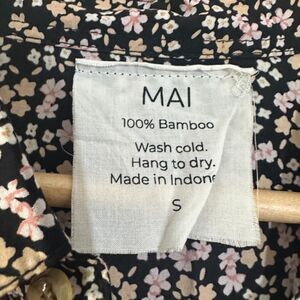 MAI
100% Bamboo
Wash cold.
Hang to dry.
Made in Indone
S